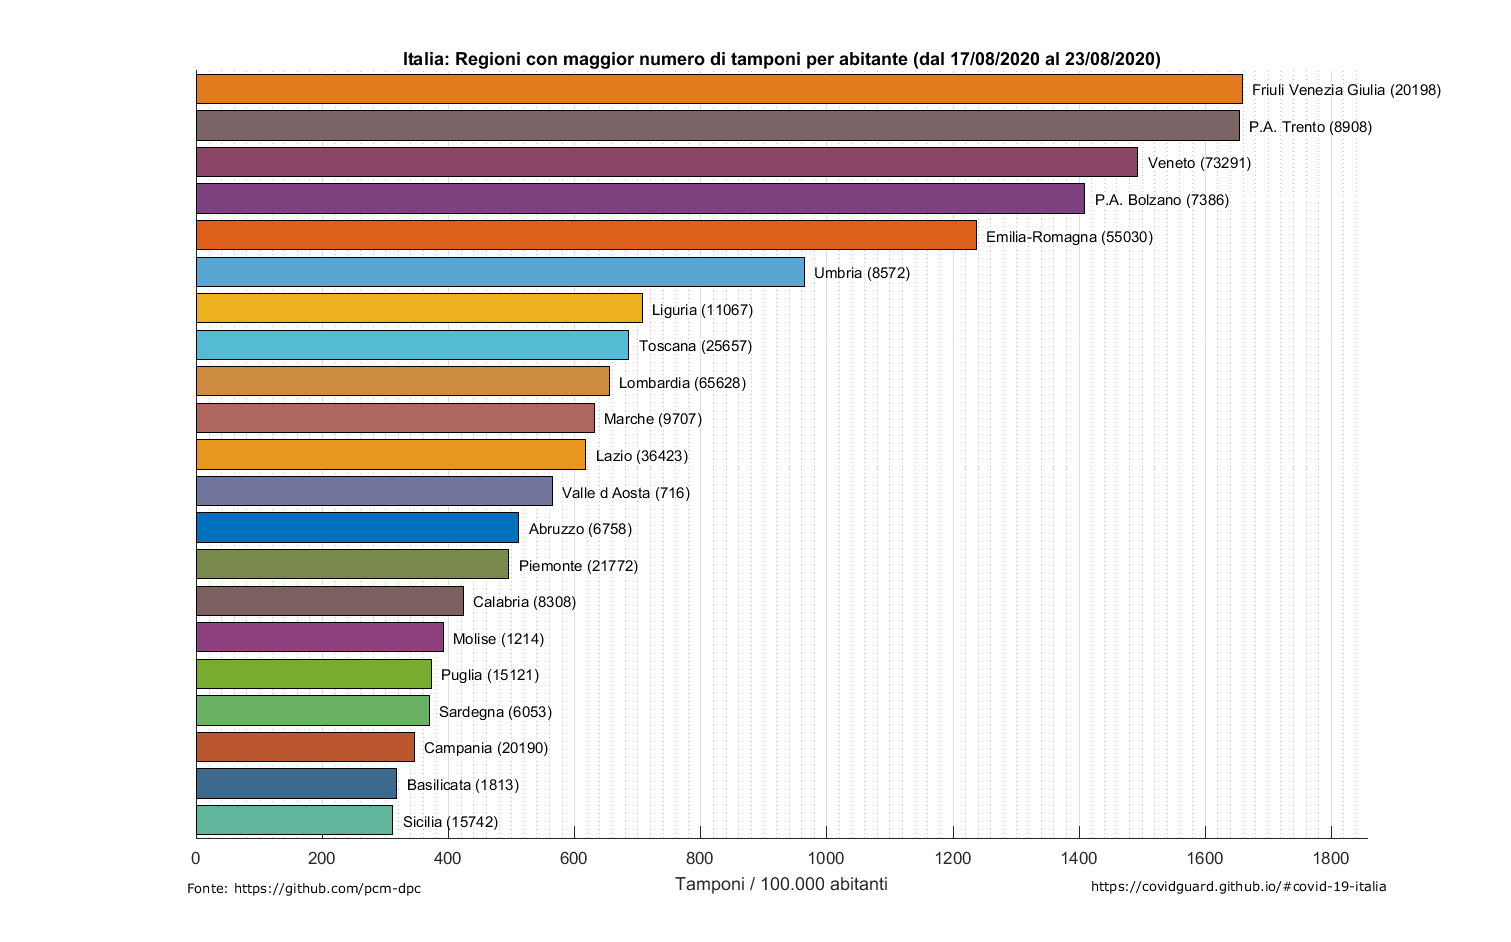 Italia: Regioni con maggior numero di tamponi per abitante (dal 17/08/2020 al 23/08/2020)
Friuli Venezia Giulia (20198)
P.A. Trento (8908)
Veneto (73291)
P.A. Bolzano (7386)
Emilia-Romagna (55030)
Umbria (8572)
Liguria (11067)
Toscana (25657)
Lombardia (65628)
Marche (9707)
Lazio (36423)
Valle d Aosta (716)
Abruzzo (6758)
Piemonte (21772)
Calabria (8308)
Molise (1214)
Puglia (15121)
Sardegna (6053)
Campania (20190)
Basilicata (1813)
Sicilia (15742)
0 200 400 600 800 1000 1200 1400 1600 1800
Tamponi / 100.000 abitanti
Fonte: https://github.com/pcm-dpc
https://covidguard.github.io/#covid-19-italia